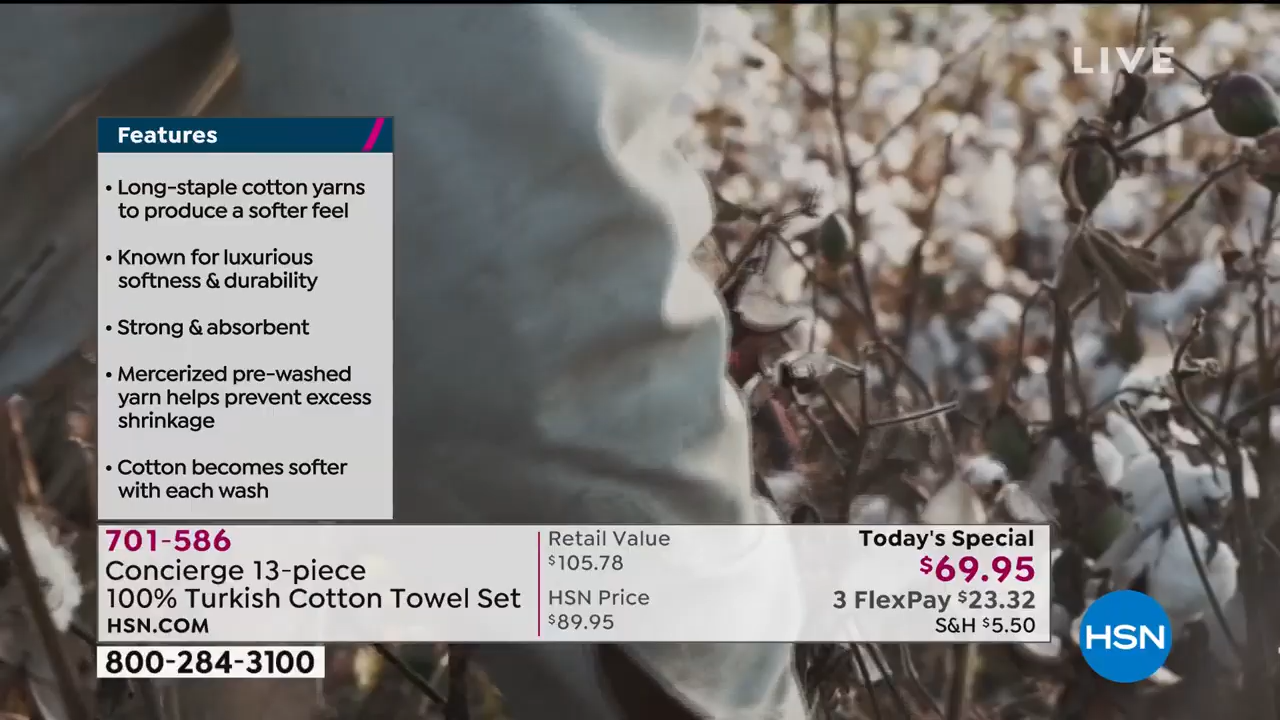 HSN
LIVE
Features
• Long-staple cotton yarns
to produce a softer feel
• Known for luxurious
softness & durability
• Strong & absorbent
• Mercerized pre-washed
yarn helps prevent excess
shrinkage
• Cotton becomes softer
with each wash
701-586
Concierge 13-piece
100% Turkish Cotton Towel Set
HSN.COM
Retail Value
$105.78
HSN Price
$89.95
Today's Special
$69.95
3 FlexPay $23.32
S&H $5.50
800-284-3100
HSN